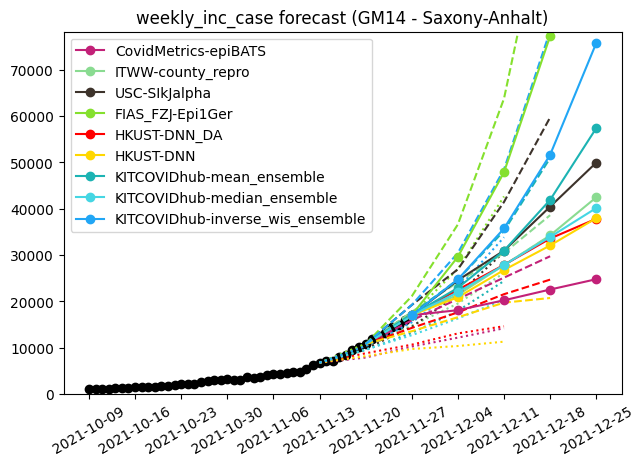 weekly_inc_case forecast (GM14 - Saxony-Anhalt)
CovidMetrics-epiBATS
ITWW-county_repro
USC-SIkJalpha
FIAS_FZJ-Epi1Ger
HKUST-DNN_DA
HKUST-DNN
KITCOVIDhub-mean_ensemble
KITCOVIDhub-median_ensemble
KITCOVIDhub-inverse_wis_ensemble
70000
60000
50000
40000
30000
20000
10000
0
2021-10-09
2021-10-16
2021-10-23
2021-10-30
2021-11-06
2021-11-13
2021-11-20
2021-11-27
2021-12-04
2021-12-11
2021-12-18
2021-12-25